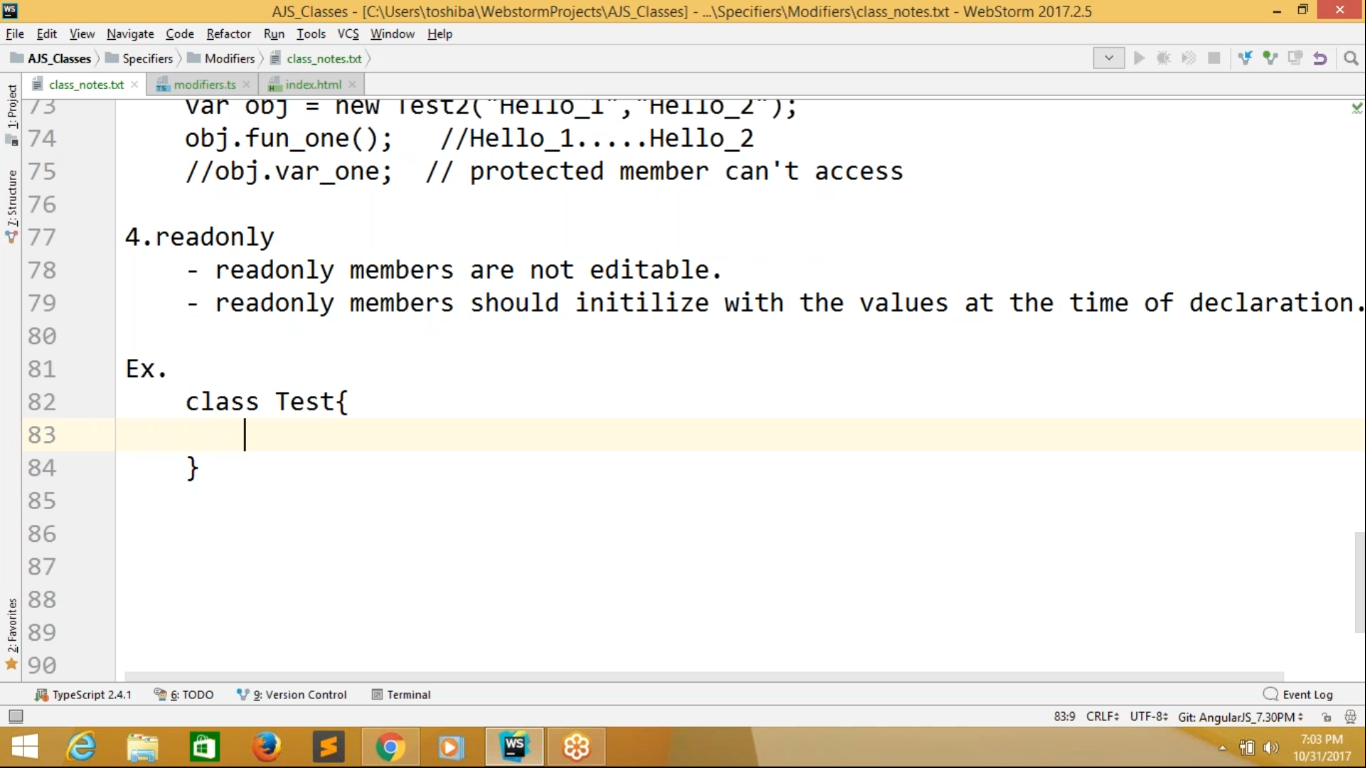 AJS_Classes - [C:\Users\toshiba\WebstormProjects\AJS_Classes] - ...\Specifiers\Modifiers\class_notes.txt - WebStorm 2017.2.5
File Edit View Navigate Code Refactor Run Tools VCS Window Help
AJS_Classes Specifiers Modifiers class_notes.txt
class_notes.txt modifiers.ts index.html
1: Project
7: Structure
2: Favorites
73 var obj = new Test2("Hello_1","Hello_2");
74 obj.fun_one(); //Hello_1.....Hello_2
75 //obj.var_one; // protected member can't access
76
77 4.readonly
78 - readonly members are not editable.
79 - readonly members should initilize with the values at the time of declaration.
80
81 Ex.
82 class Test{
83
84 }
85
86
87
88
89
90
TypeScript 2.4.1 6: TODO 9: Version Control Terminal Event Log
83:9 CRLF UTF-8 Git: AngularJS_7.30PM
WS
7:03 PM
10/31/2017